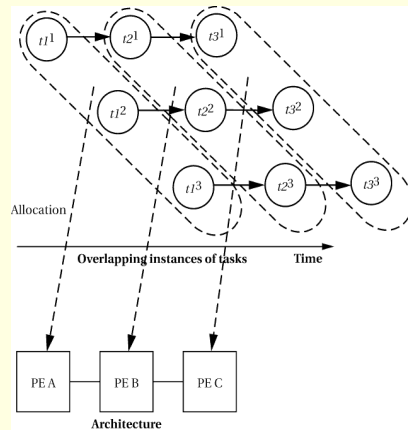 t1¹ t2¹ t3¹
t1² t2² t3²
t1³ t2³ t3³
Allocation
Overlapping instances of tasks Time
PE A PE B PE C
Architecture